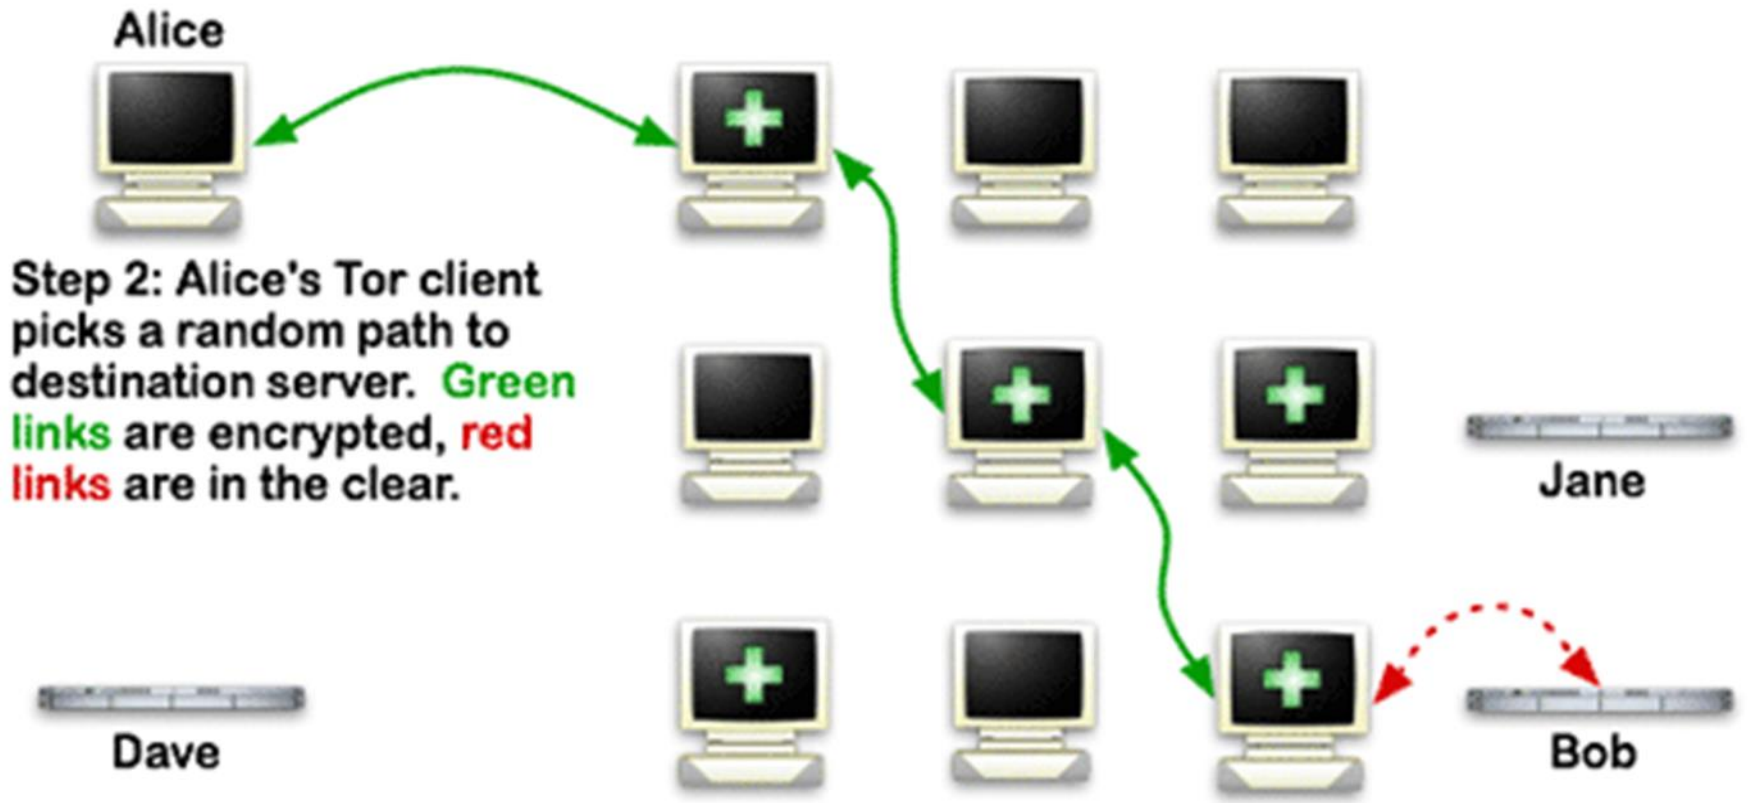 Alice
Step 2: Alice's Tor client
picks a random path to
destination server. Green
links are encrypted, red
links are in the clear.
Jane
Dave
Bob